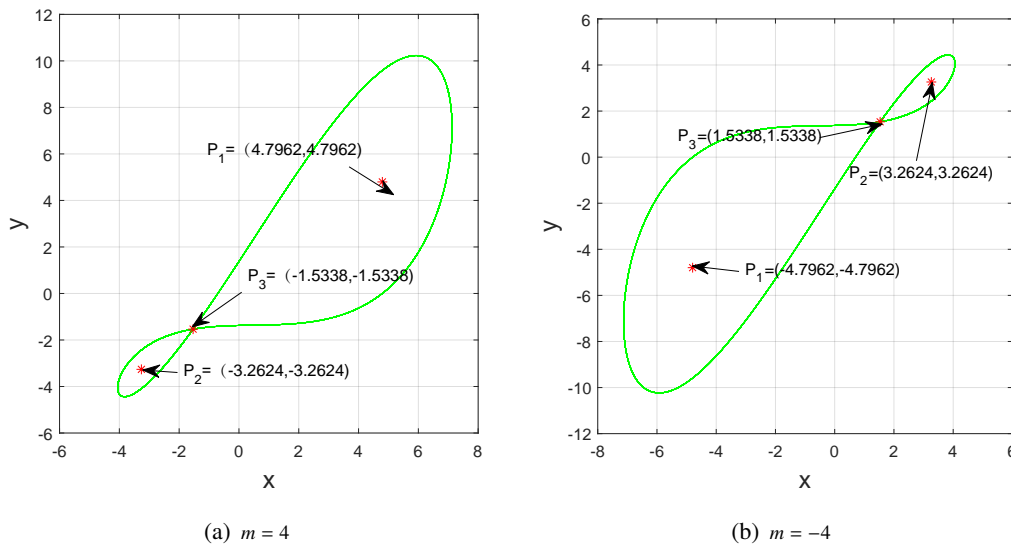 12
10
8
6
4
2
0
-2
-4
-6
y
P1=（4.7962,4.7962)
P3=（-1.5338,-1.5338)
P2=（-3.2624,-3.2624)
-6 -4 -2 0 2 4 6 8
x
(a) m = 4
6
4
2
0
-2
-4
-6
-8
-10
-12
y
P3=(1.5338,1.5338)
P2=(3.2624,3.2624)
P1=(-4.7962,-4.7962)
-8 -6 -4 -2 0 2 4 6
x
(b) m = −4